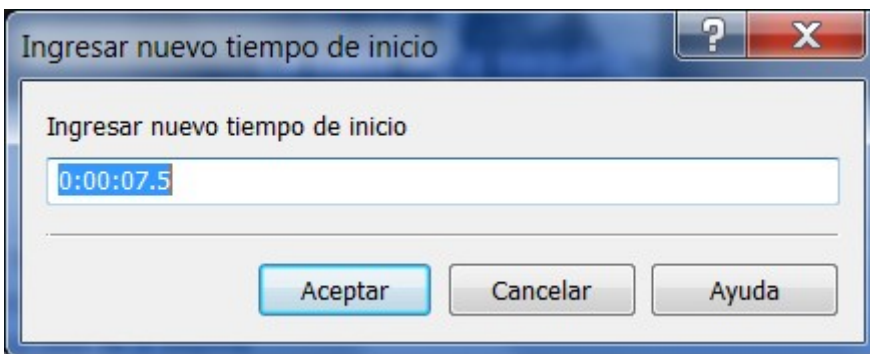 Ingresar nuevo tiempo de inicio
Ingresar nuevo tiempo de inicio
0:00:07.5
Aceptar Cancelar Ayuda